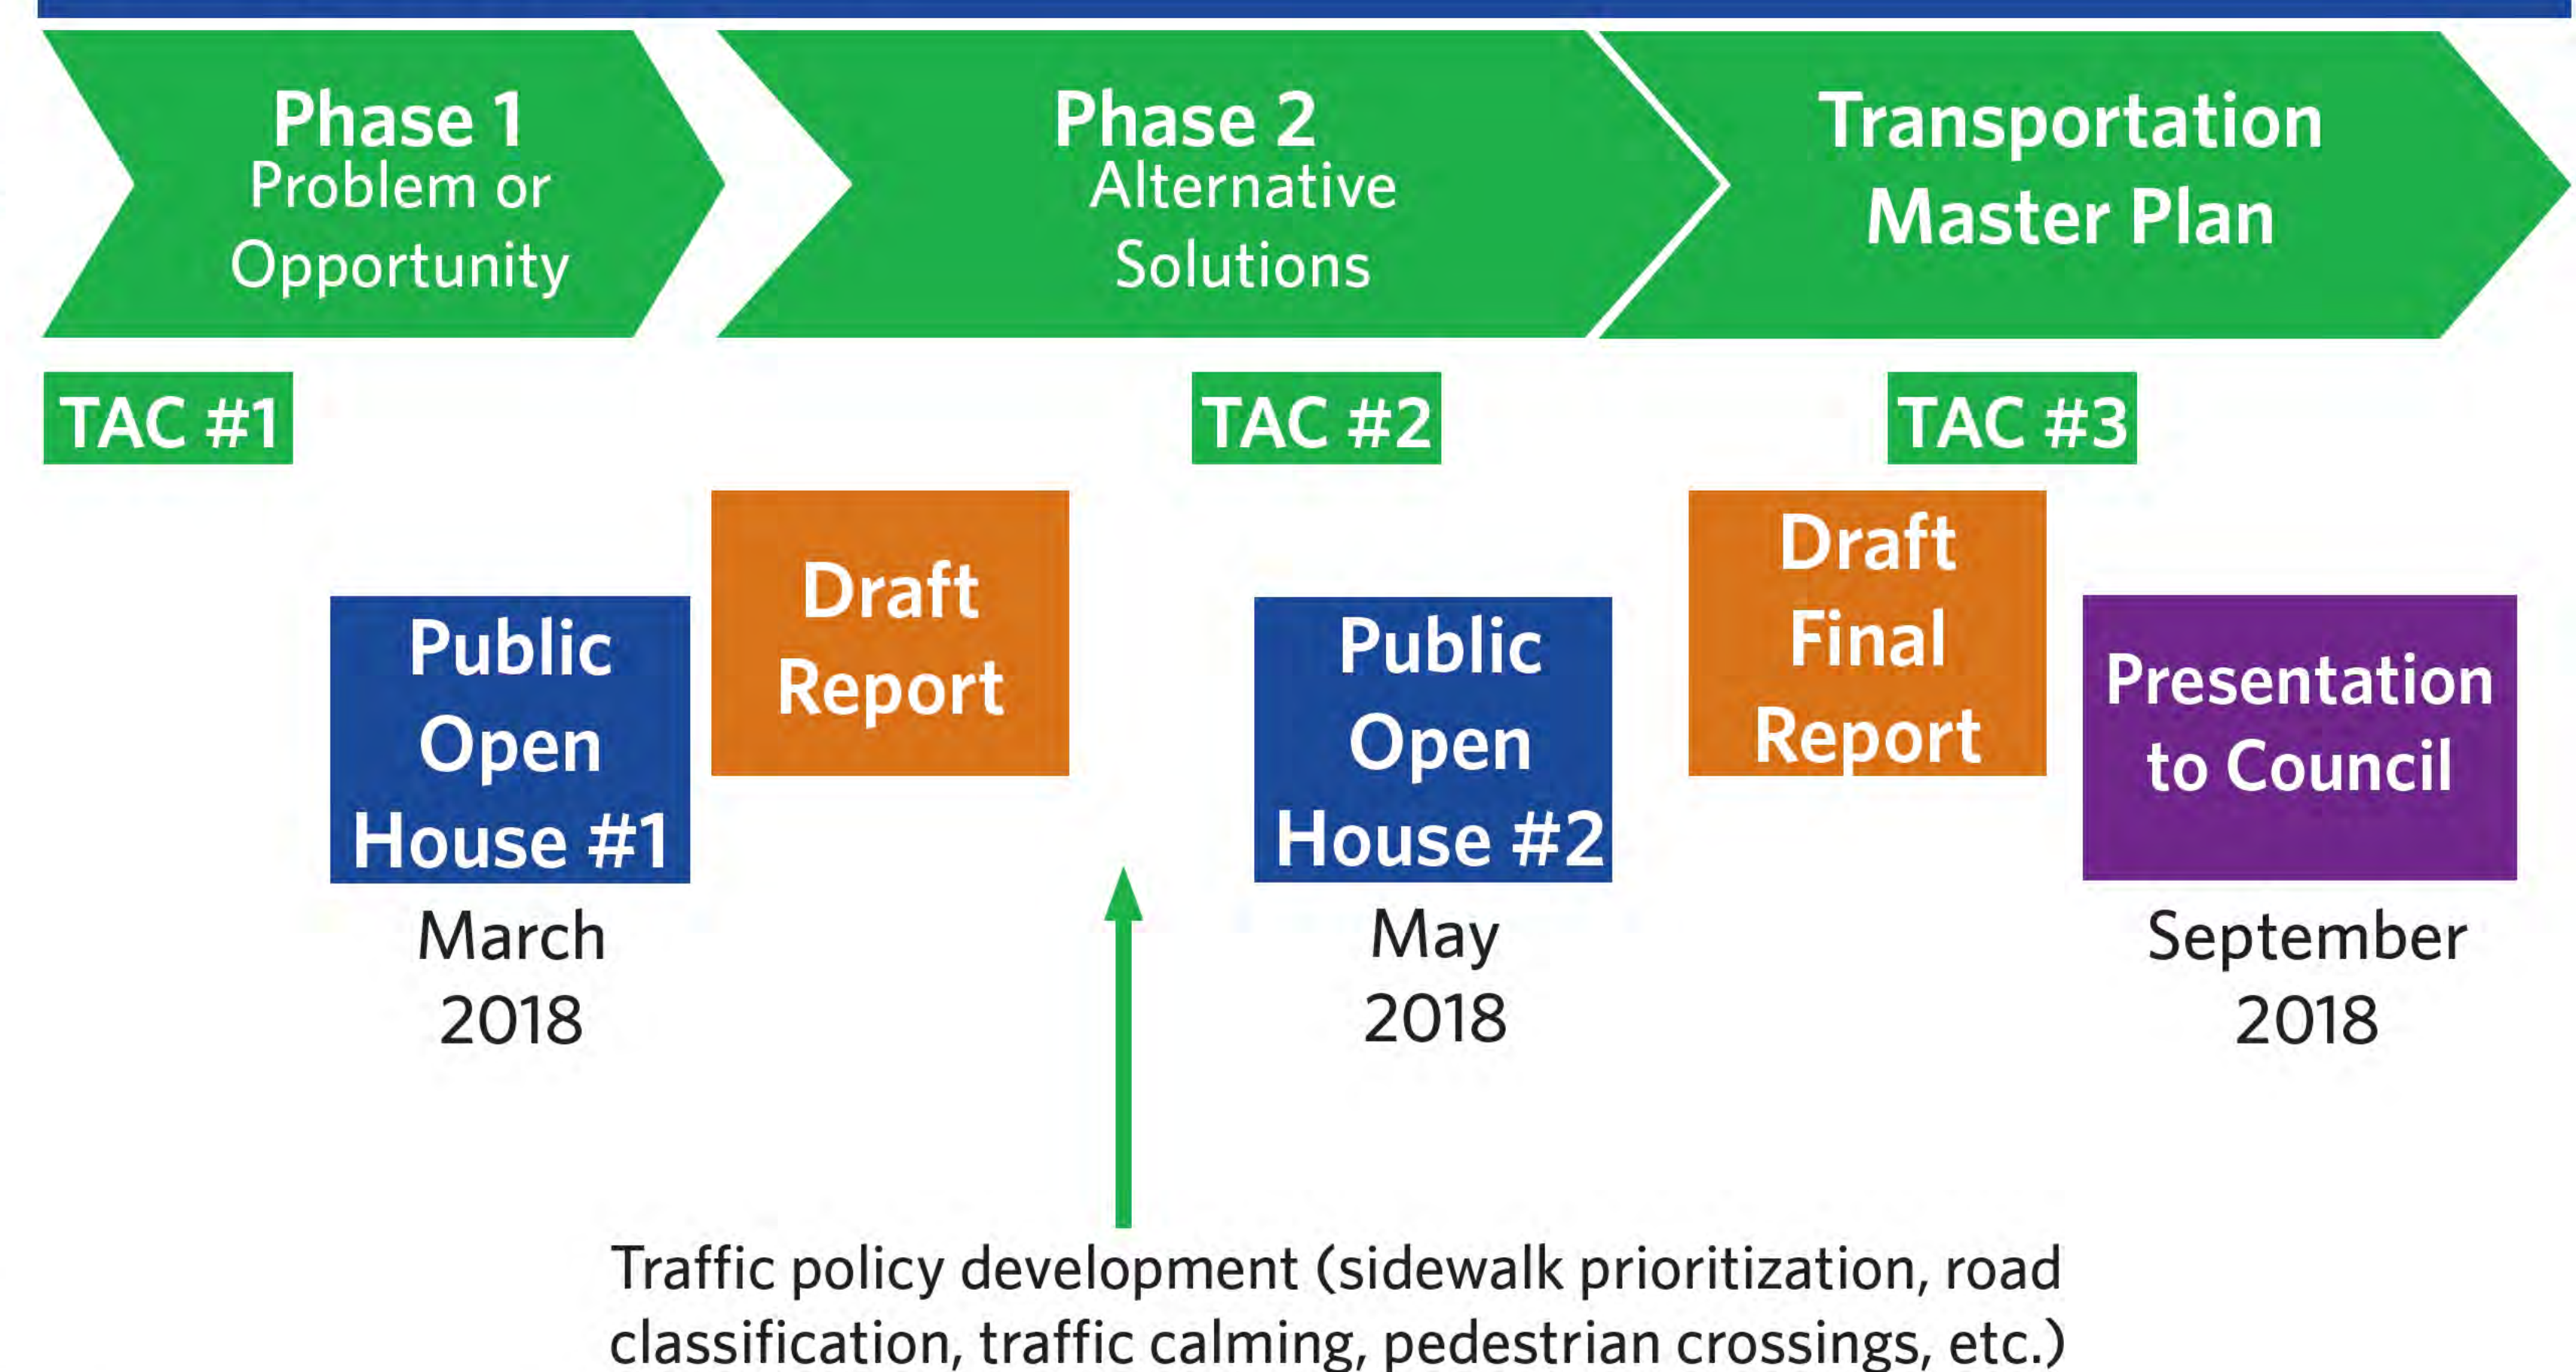 Phase 1
Problem or
Opportunity
Phase 2
Alternative
Solutions
Transportation
Master Plan
TAC #1
TAC #2
TAC #3
Public
Open
House #1
March
2018
Draft
Report
Public
Open
House #2
May
2018
Draft
Final
Report
Presentation
to Council
September
2018
Traffic policy development (sidewalk prioritization, road
classification, traffic calming, pedestrian crossings, etc.)